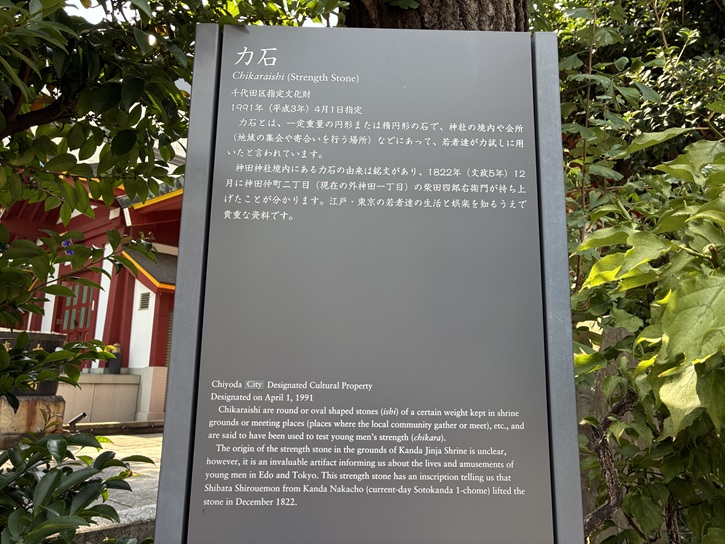 力石
Chikaraishi (Strength Stone)
千代田区指定文化財
1991年（平成3年）4月1日指定
力石とは、一定重量の円形または楕円形の石で、神社の境内や会所
（地域の集会や寄合いを行う場所）などにあって、若者達が力試しに用
いたと言われています。
神田神社境内にある力石の由来は銘文があり、1822年（文政5年）12
月に神田仲町二丁目（現在の外神田一丁目）の柴田四郎右衛門が持ち上
げたことが分かります。江戸・東京の若者達の生活と娯楽を知るうえで
貴重な資料です。
Chiyoda City Designated Cultural Property
Designated on April 1, 1991
Chikaraishi are round or oval shaped stones (ishi) of a certain weight kept in shrine
grounds or meeting places (places where the local community gather or meet), etc., and
are said to have been used to test young men's strength (chikara).
The origin of the strength stone in the grounds of Kanda Jinja Shrine is unclear,
however, it is an invaluable artifact informing us about the lives and amusements of
young men in Edo and Tokyo. This strength stone has an inscription telling us that
Shibata Shirouemon from Kanda Nakacho (current-day Sotokanda 1-chome) lifted the
stone in December 1822.